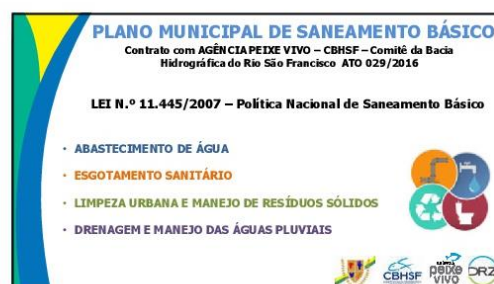 PLANO MUNICIPAL DE SANEAMENTO BÁSICO
Contrato com AGÊNCIA PEIXE VIVO – CBHSF – Comitê da Bacia
Hidrográfica do Rio São Francisco ATO 029/2016
LEI N.º 11.445/2007 – Política Nacional de Saneamento Básico
• ABASTECIMENTO DE ÁGUA
• ESGOTAMENTO SANITÁRIO
• LIMPEZA URBANA E MANEJO DE RESÍDUOS SÓLIDOS
• DRENAGEM E MANEJO DAS ÁGUAS PLUVIAIS
CBHSF
peixe
vivo
DRZ